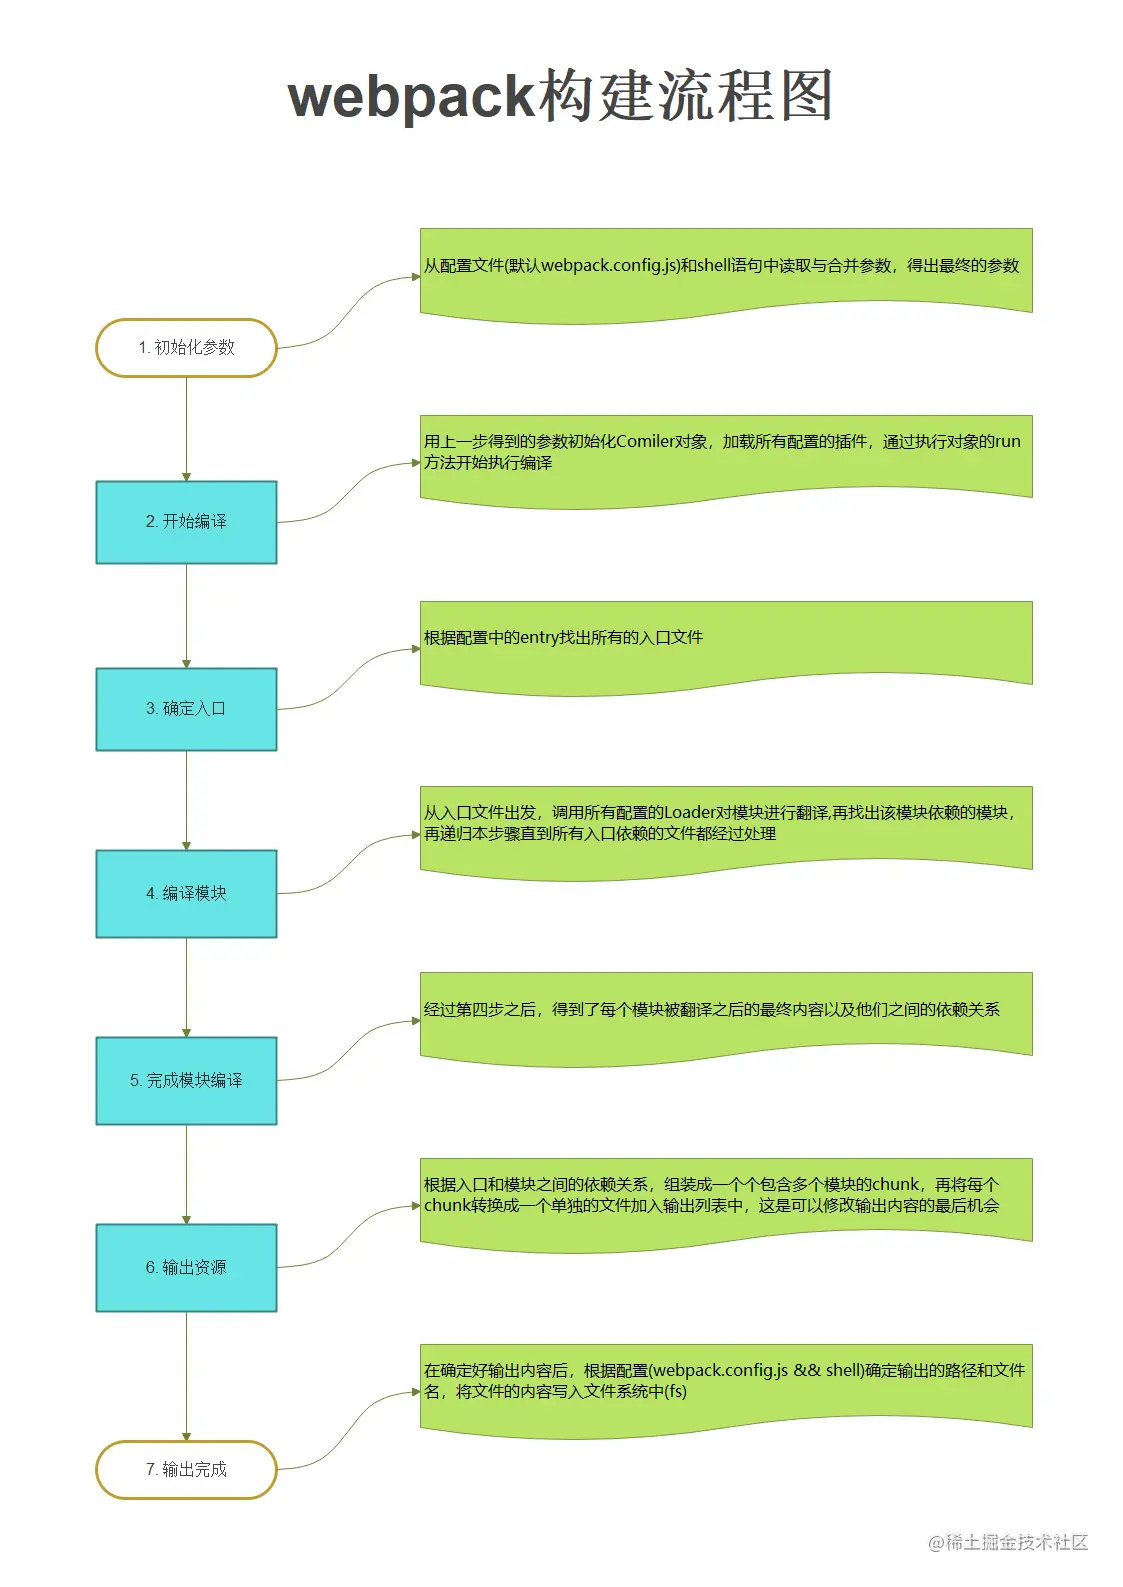 webpack构建流程图
从配置文件(默认webpack.config.js)和shell语句中读取与合并参数，得出最终的参数
1. 初始化参数
用上一步得到的参数初始化Comiler对象，加载所有配置的插件，通过执行对象的run
方法开始执行编译
2. 开始编译
根据配置中的entry找出所有的入口文件
3. 确定入口
从入口文件出发，调用所有配置的Loader对模块进行翻译,再找出该模块依赖的模块，
再递归本步骤直到所有入口依赖的文件都经过处理
4. 编译模块
经过第四步之后，得到了每个模块被翻译之后的最终内容以及他们之间的依赖关系
5. 完成模块编译
根据入口和模块之间的依赖关系，组装成一个个包含多个模块的chunk，再将每个
chunk转换成一个单独的文件加入输出列表中，这是可以修改输出内容的最后机会
6. 输出资源
在确定好输出内容后，根据配置(webpack.config.js && shell)确定输出的路径和文件
名，将文件的内容写入文件系统中(fs)
7. 输出完成
@稀土掘金技术社区